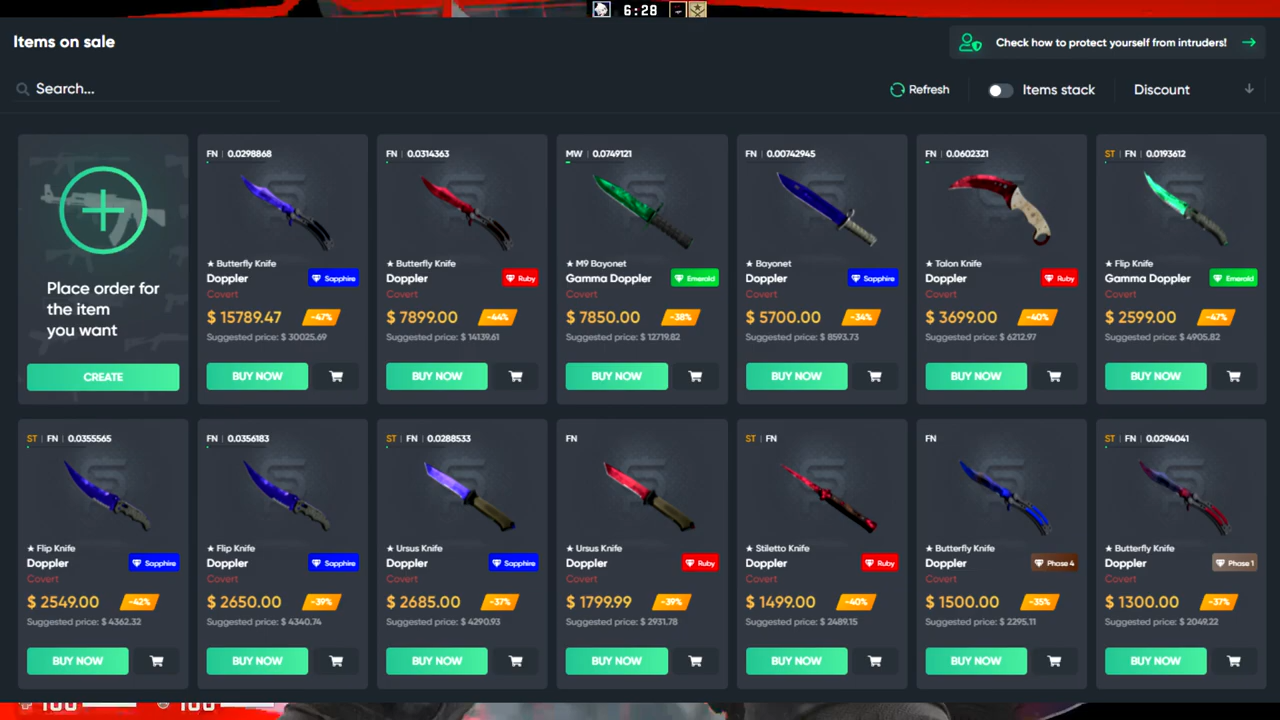 6:28
Items on sale
Check how to protect yourself from intruders!
Search...
Refresh
Items stack
Discount
Place order for
the item
you want
CREATE
FN | 0.0298868
★ Butterfly Knife
Doppler
Sapphire
Covert
$ 15789.47
-47%
Suggested price: $ 30025.69
BUY NOW
FN | 0.0314363
★ Butterfly Knife
Doppler
Ruby
Covert
$ 7899.00
-44%
Suggested price: $ 14139.61
BUY NOW
MW | 0.0749121
★ M9 Bayonet
Gamma Doppler
Emerald
Covert
$ 7850.00
-38%
Suggested price: $ 12719.82
BUY NOW
FN | 0.00742945
★ Bayonet
Doppler
Sapphire
Covert
$ 5700.00
-34%
Suggested price: $ 8593.73
BUY NOW
FN | 0.0602321
★ Talon Knife
Doppler
Ruby
Covert
$ 3699.00
-40%
Suggested price: $ 6212.97
BUY NOW
ST | FN | 0.0193612
★ Flip Knife
Gamma Doppler
Emerald
Covert
$ 2599.00
-47%
Suggested price: $ 4905.82
BUY NOW
ST | FN | 0.0355565
★ Flip Knife
Doppler
Sapphire
Covert
$ 2549.00
-42%
Suggested price: $ 4362.32
BUY NOW
FN | 0.0356183
★ Flip Knife
Doppler
Sapphire
Covert
$ 2650.00
-39%
Suggested price: $ 4340.74
BUY NOW
ST | FN | 0.0288533
★ Ursus Knife
Doppler
Sapphire
Covert
$ 2685.00
-37%
Suggested price: $ 4290.93
BUY NOW
FN
★ Ursus Knife
Doppler
Ruby
Covert
$ 1799.99
-39%
Suggested price: $ 2931.78
BUY NOW
ST | FN
★ Stiletto Knife
Doppler
Ruby
Covert
$ 1499.00
-40%
Suggested price: $ 2489.15
BUY NOW
FN
★ Butterfly Knife
Doppler
Phase 4
Covert
$ 1500.00
-35%
Suggested price: $ 2295.11
BUY NOW
ST | FN | 0.0294041
★ Butterfly Knife
Doppler
Phase 1
Covert
$ 1300.00
-37%
Suggested price: $ 2049.22
BUY NOW
100
100